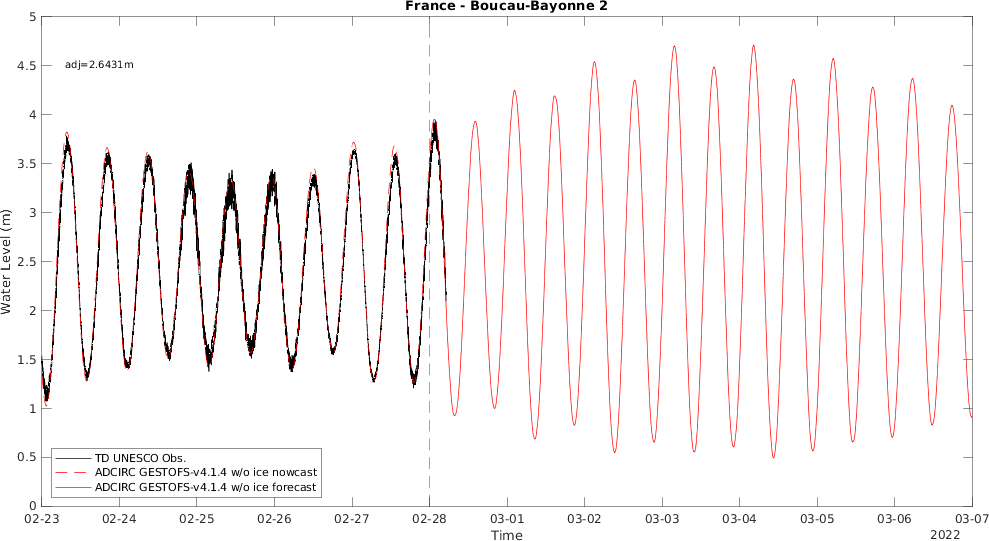 France - Boucau-Bayonne 2
adj=2.6431m
Water Level (m)
5
4.5
4
3.5
3
2.5
2
1.5
1
0.5
0
TD UNESCO Obs.
ADCIRC GESTOFS-v4.1.4 w/o ice nowcast
ADCIRC GESTOFS-v4.1.4 w/o ice forecast
02-23 02-24 02-25 02-26 02-27 02-28 03-01 03-02 03-03 03-04 03-05 03-06 03-07
Time
2022